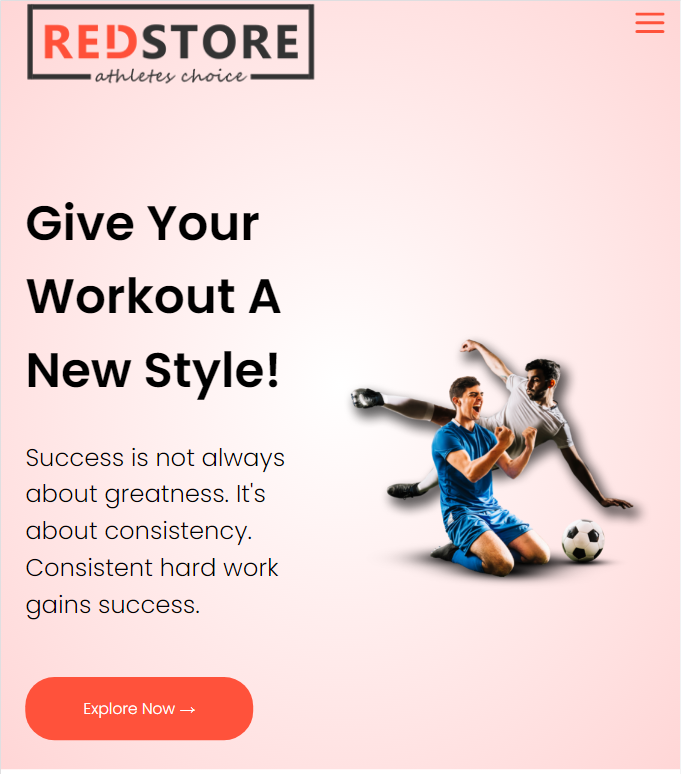 REDSTORE
athletes choice
Give Your
Workout A
New Style!
Success is not always
about greatness. It's
about consistency.
Consistent hard work
gains success.
Explore Now →